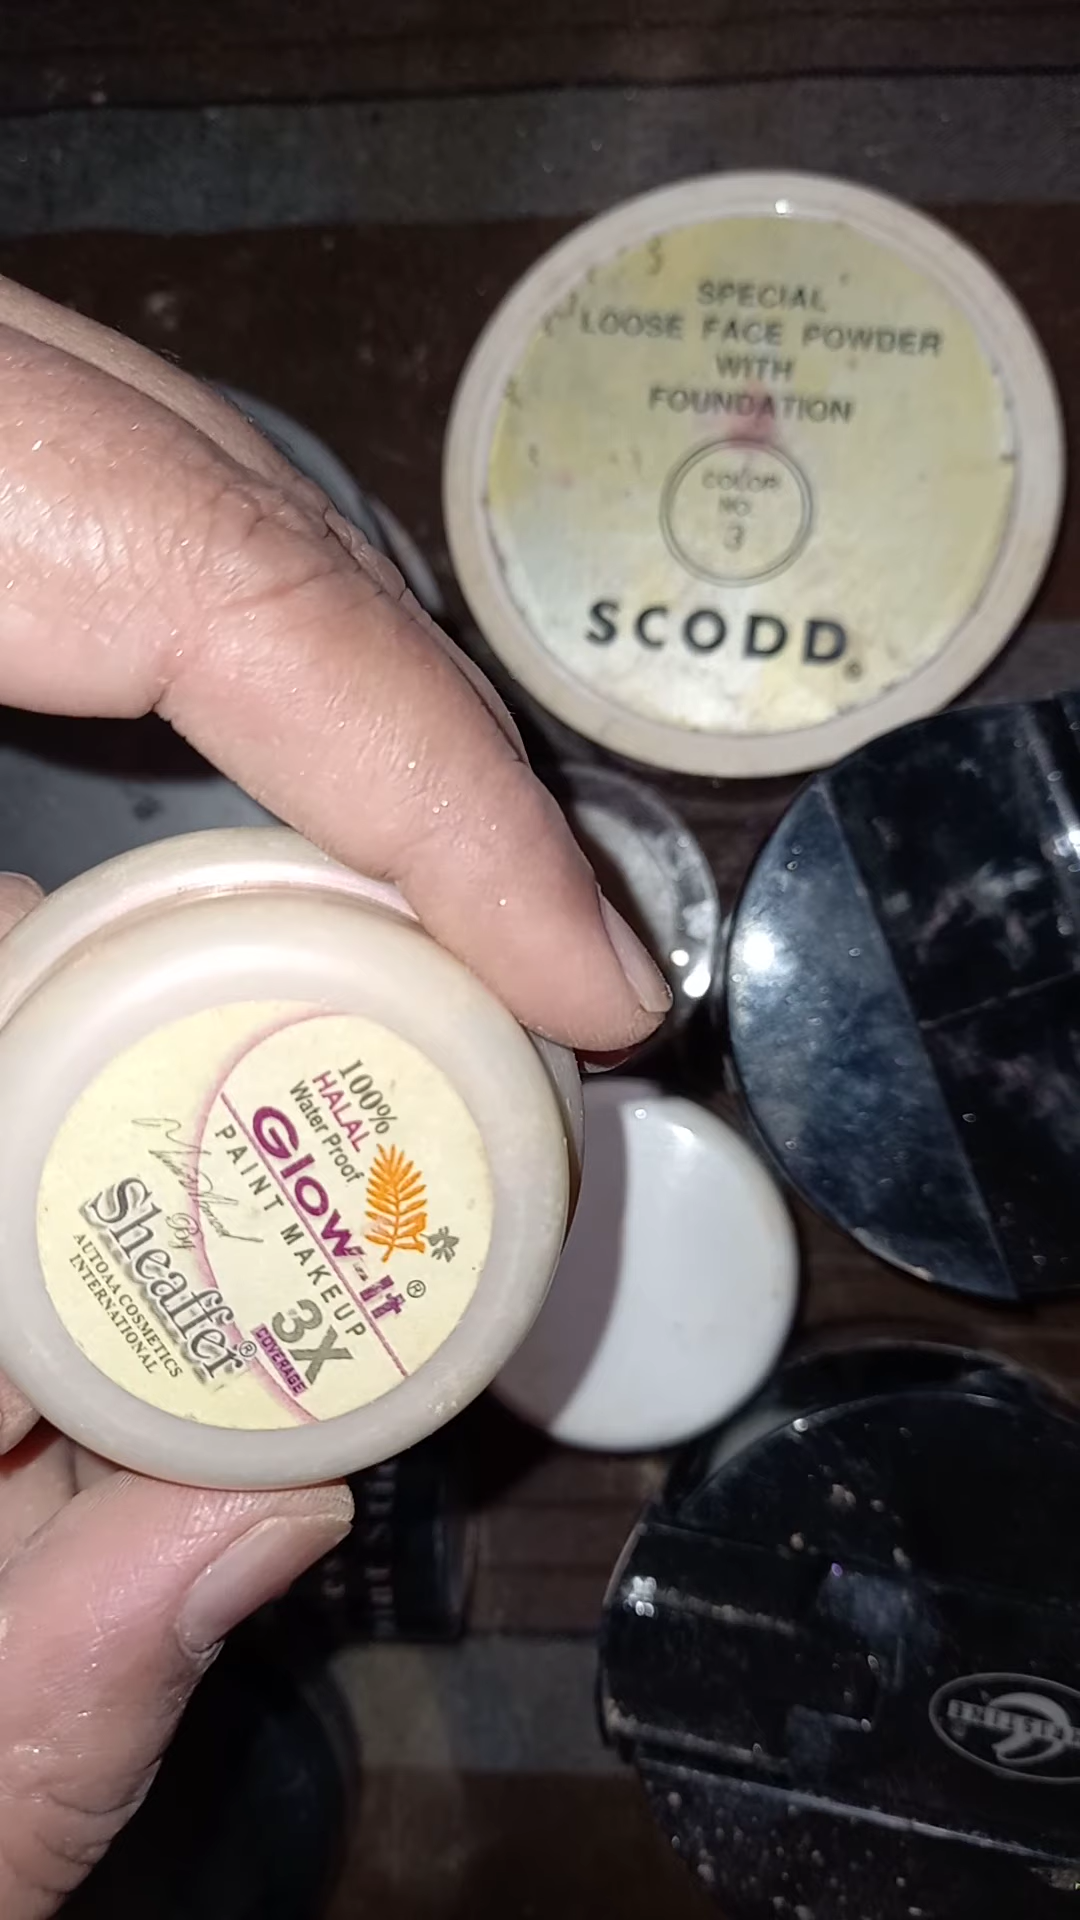 SPECIAL
LOOSE FACE POWDER
WITH
FOUNDATION
COLOR
No
3
SCODD
100%
HALAL
Water Proof
Glow-It®
PAINT MAKEUP
3X
COVERAGE
By
Sheaffer®
AUTOAA COSMETICS
INTERNATIONAL